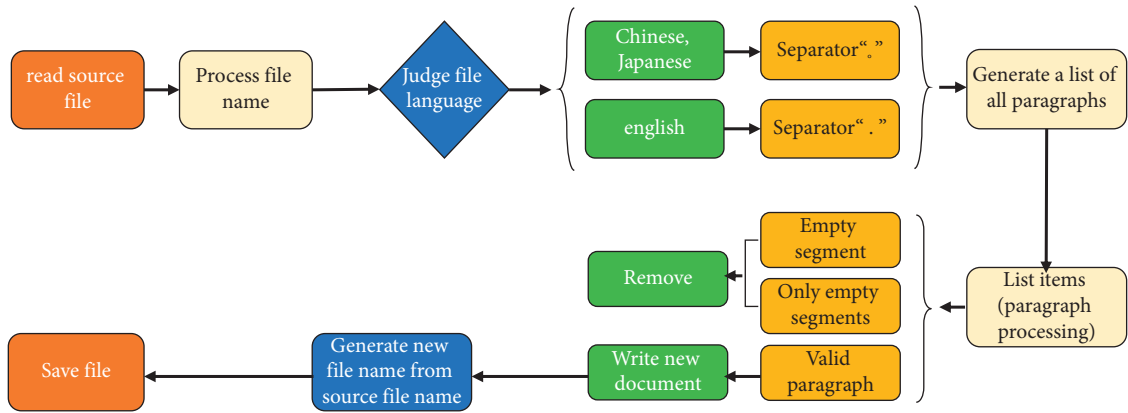 read source
file
Process file
name
Judge file
language
Chinese,
Japanese
Separator“。”
english
Separator“ . ”
Generate a list of
all paragraphs
List items
(paragraph
processing)
Empty
segment
Only empty
segments
Remove
Valid
paragraph
Write new
document
Generate new
file name from
source file name
Save file